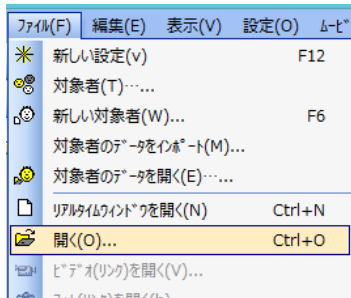 ファイル(F) 編集(E) 表示(V) 設定(O) ムービ
新しい設定(v) F12
対象者(T)…...
新しい対象者(W)... F6
対象者のデータをインポート(M)...
対象者のデータを開く(E)…...
リアルタイムウィンドウを開く(N) Ctrl+N
開く(O)... Ctrl+O
ビデオ(リンク)を開く(V)...